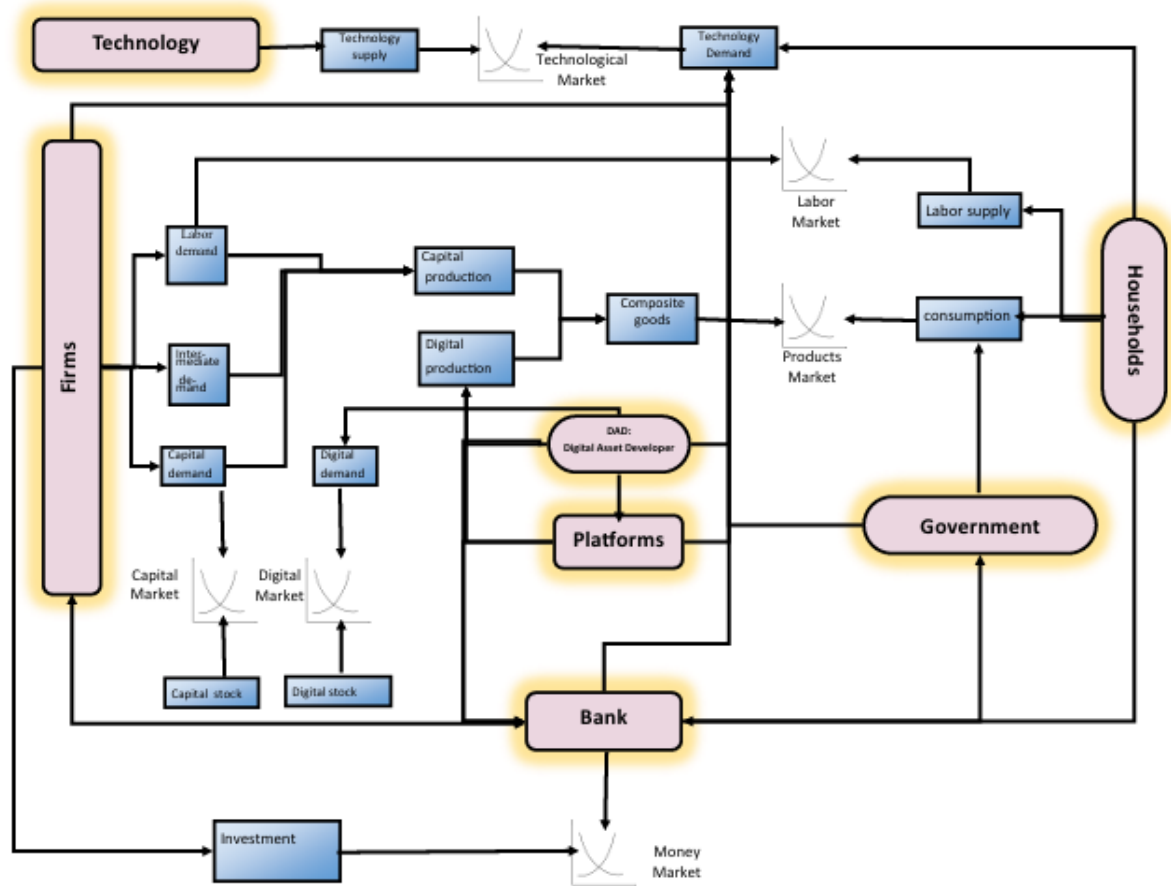 Technology
Technology
supply
Technological
Market
Technology
Demand
Labor
Market
Labor supply
Households
Firms
Labor
demand
Capital
production
Composite
goods
consumption
Products
Market
Inter-
mediate
de-
mand
Digital
production
DAD:
Digital Asset Developer
Capital
demand
Digital
demand
Platforms
Government
Capital
Market
Digital
Market
Capital stock
Digital stock
Bank
Investment
Money
Market